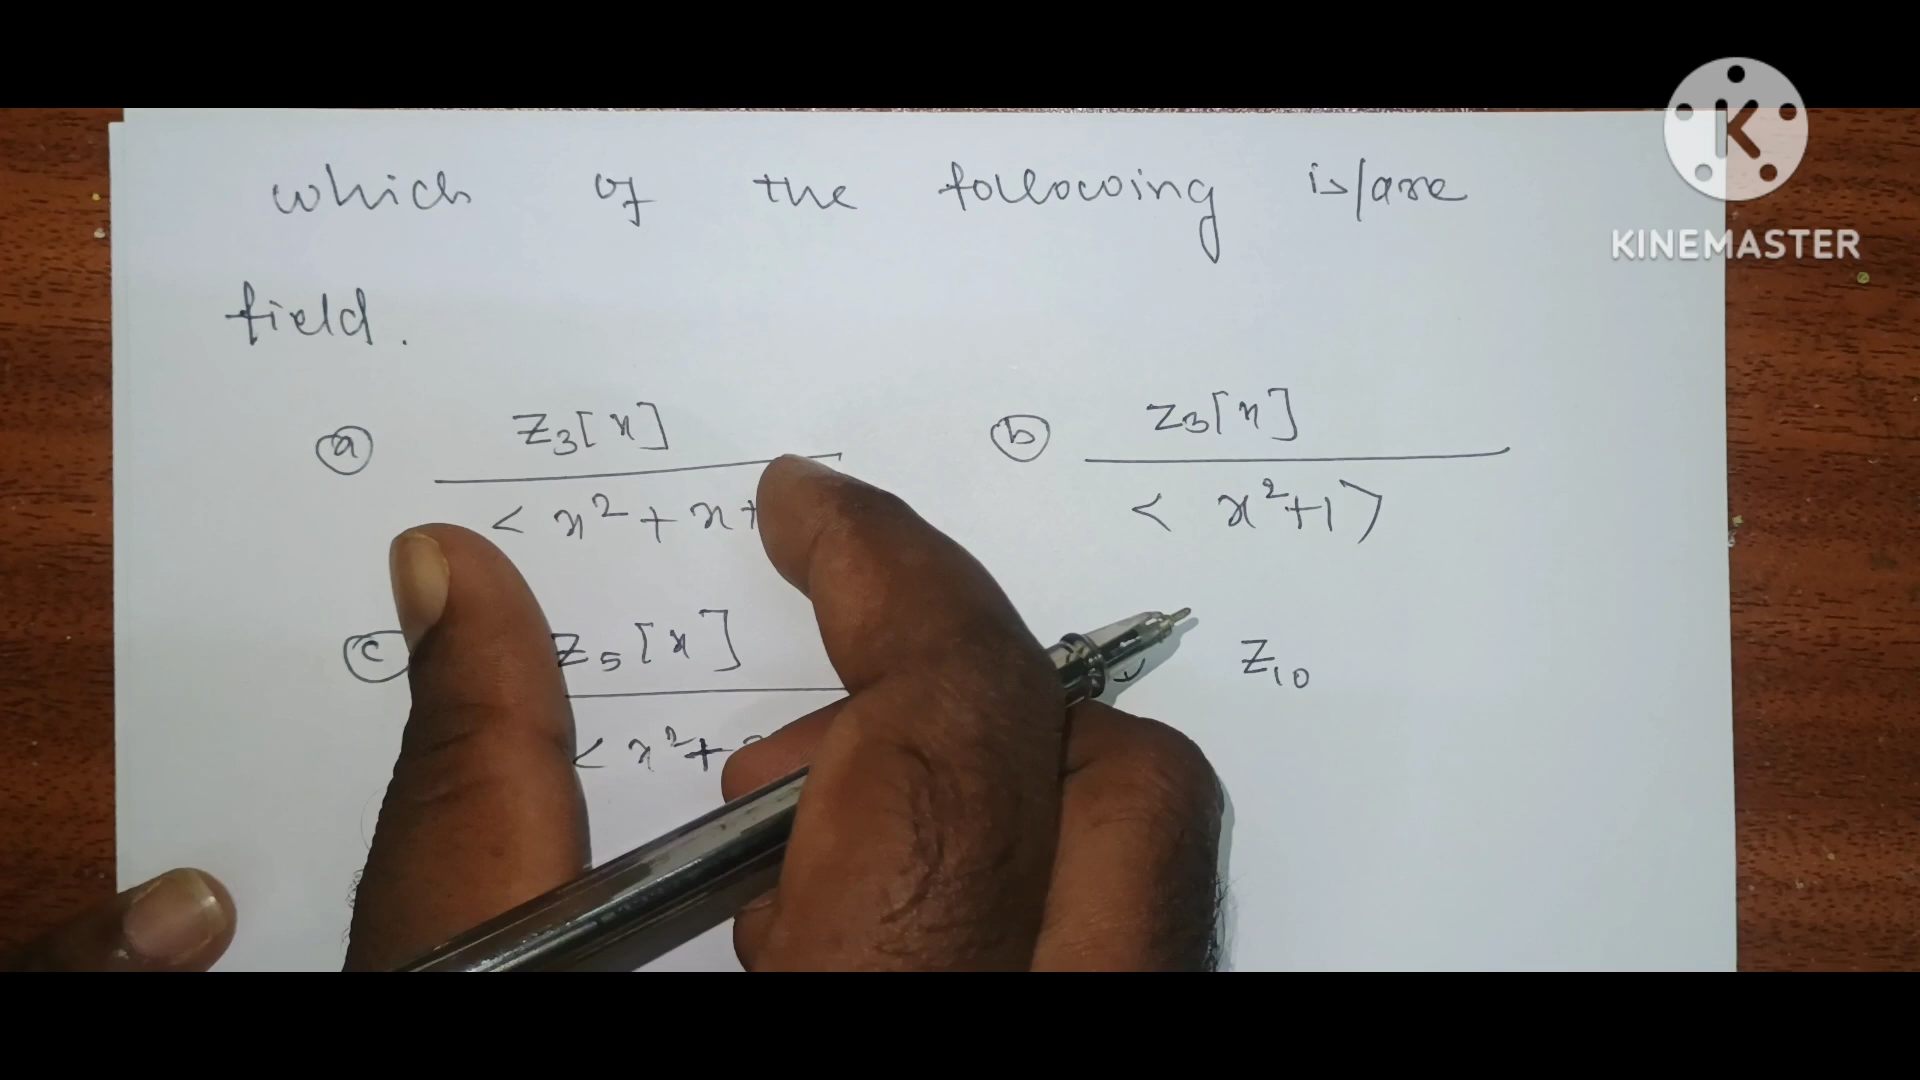 which of the following is/are
KINEMASTER
field.
(a) Z₃[x] (b) Z₃[x]
< x² + x + < x²+1 >
(c) Z₅[x] Z₁₀
< x² +